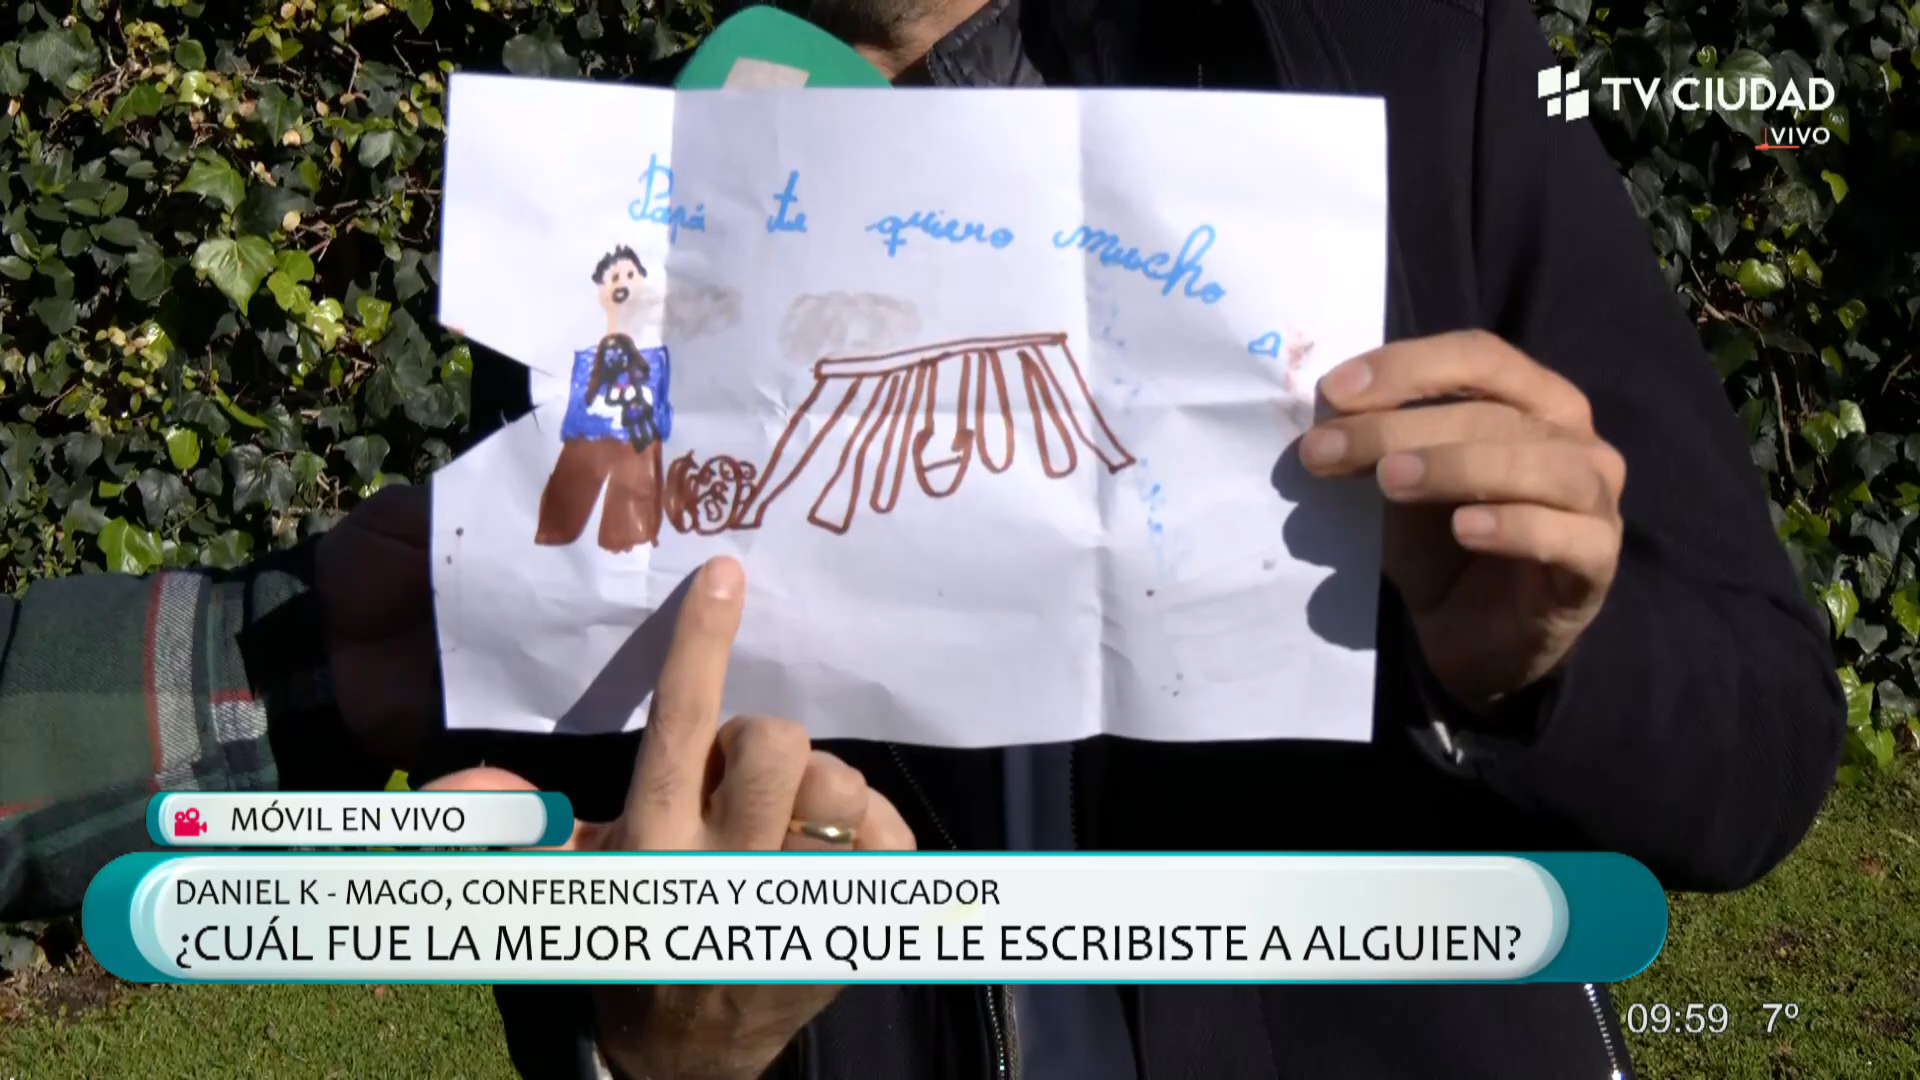 TV CIUDAD
VIVO
Papá te quiero mucho
MÓVIL EN VIVO
DANIEL K - MAGO, CONFERENCISTA Y COMUNICADOR
¿CUÁL FUE LA MEJOR CARTA QUE LE ESCRIBISTE A ALGUIEN?
09:59 7º